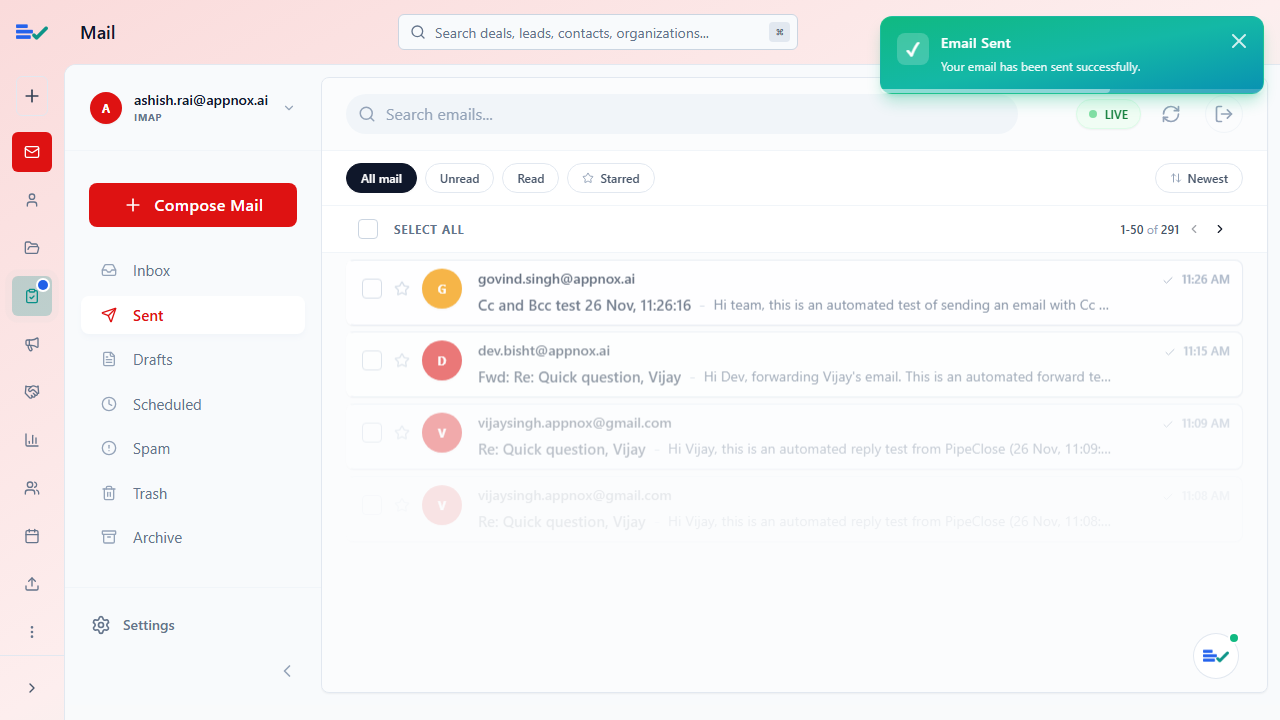 Mail
Search deals, leads, contacts, organizations...
⌘
Email Sent
Your email has been sent successfully.
A
ashish.rai@appnox.ai
IMAP
Search emails...
LIVE
Compose Mail
Inbox
Sent
Drafts
Scheduled
Spam
Trash
Archive
Settings
All mail
Unread
Read
Starred
Newest
SELECT ALL
1-50 of 291
G
govind.singh@appnox.ai
11:26 AM
Cc and Bcc test 26 Nov, 11:26:16 - Hi team, this is an automated test of sending an email with Cc ...
D
dev.bisht@appnox.ai
11:15 AM
Fwd: Re: Quick question, Vijay - Hi Dev, forwarding Vijay's email. This is an automated forward te...
V
vijaysingh.appnox@gmail.com
11:09 AM
Re: Quick question, Vijay - Hi Vijay, this is an automated reply test from PipeClose (26 Nov, 11:09:...
V
vijaysingh.appnox@gmail.com
11:08 AM
Re: Quick question, Vijay - Hi Vijay, this is an automated reply test from PipeClose (26 Nov, 11:08:...